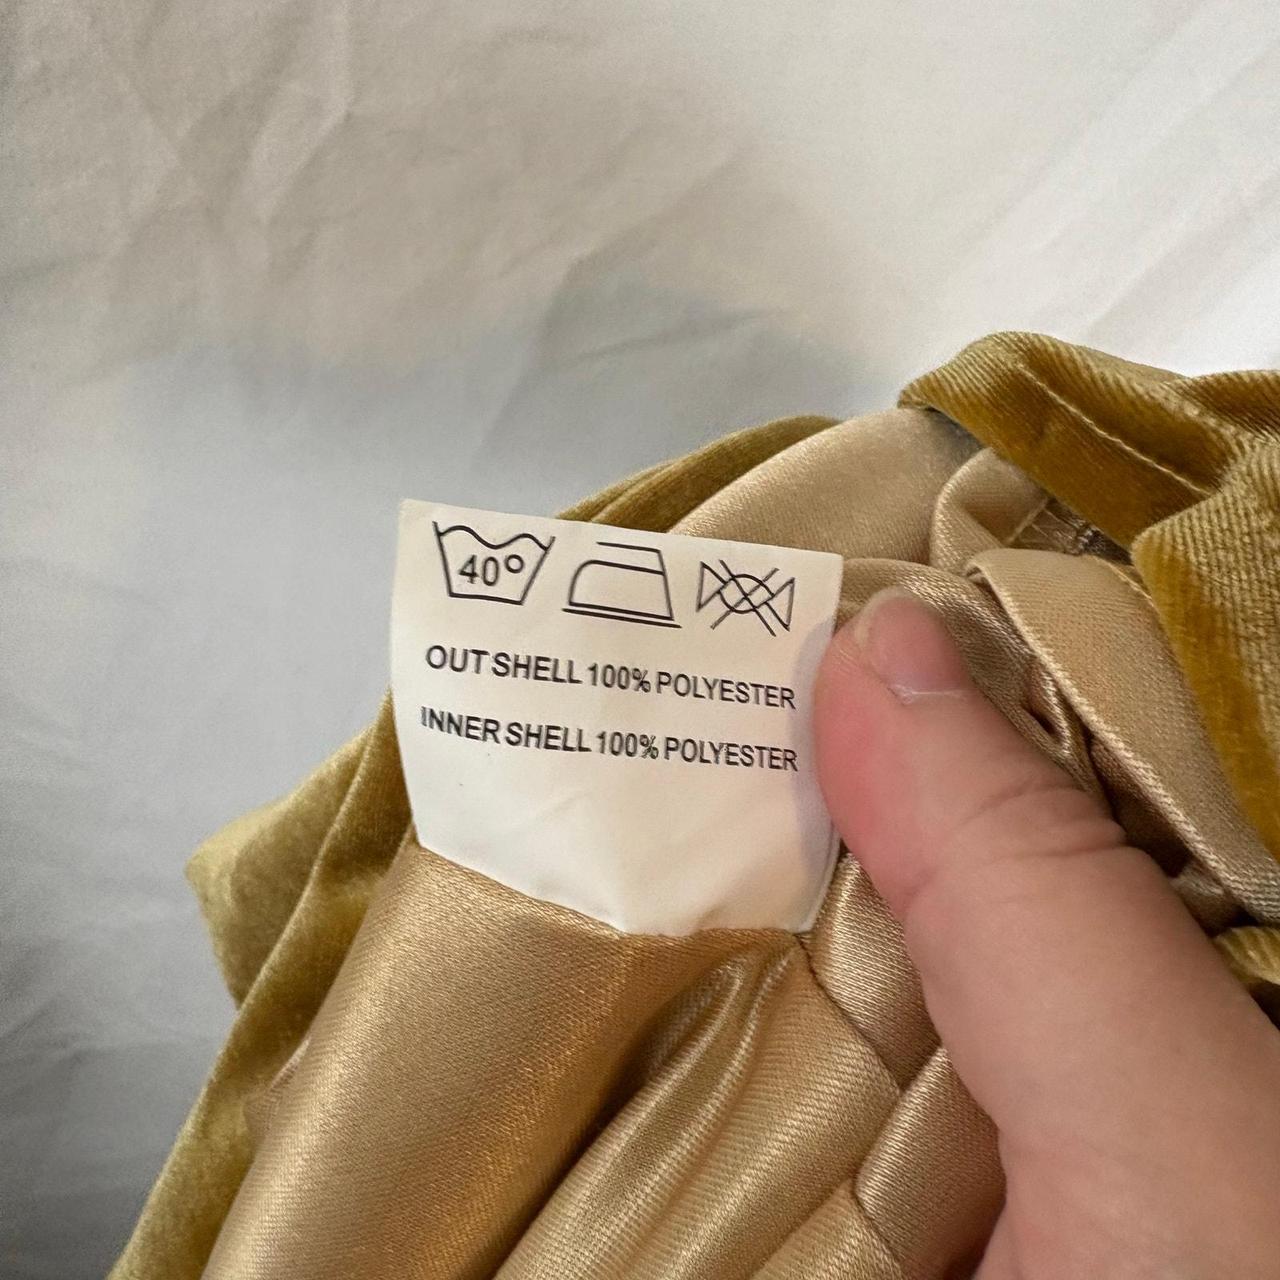 40°
OUT SHELL 100% POLYESTER
INNER SHELL 100% POLYESTER